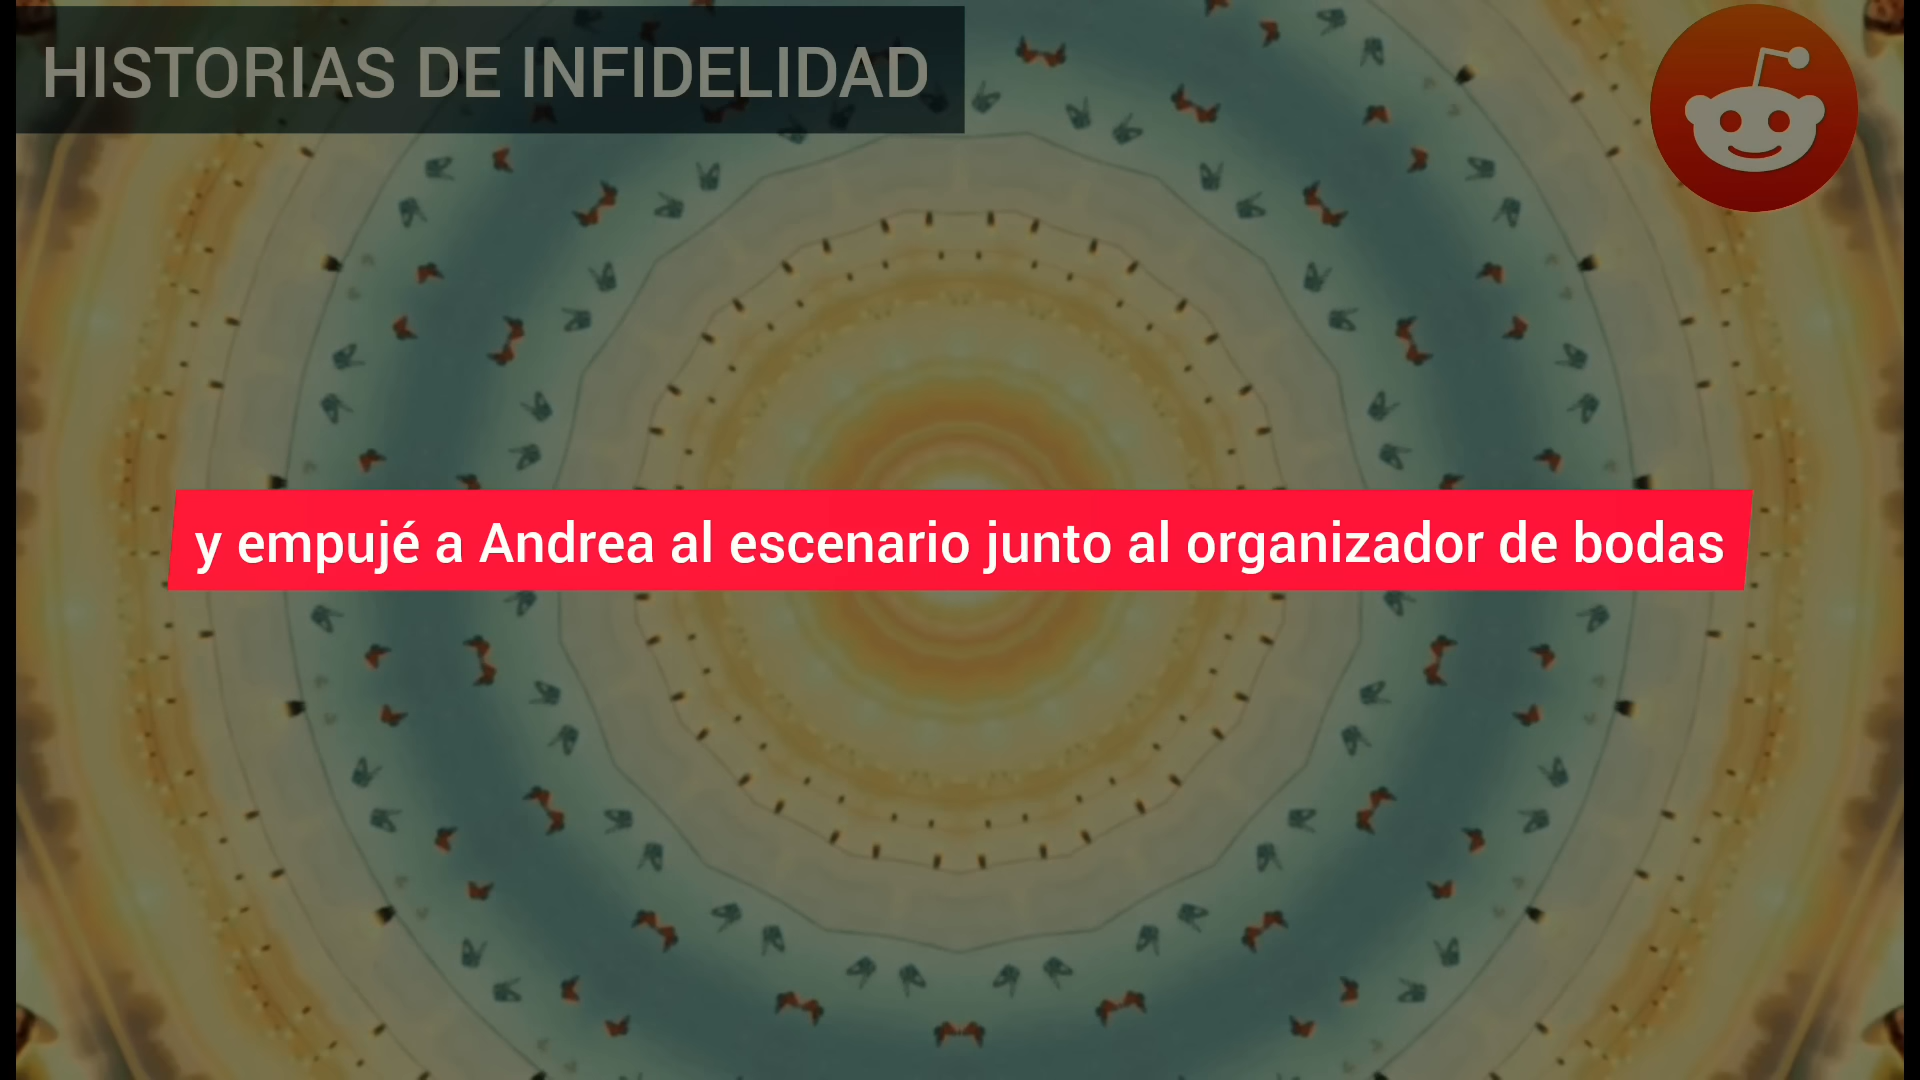 HISTORIAS DE INFIDELIDAD
y empujé a Andrea al escenario junto al organizador de bodas